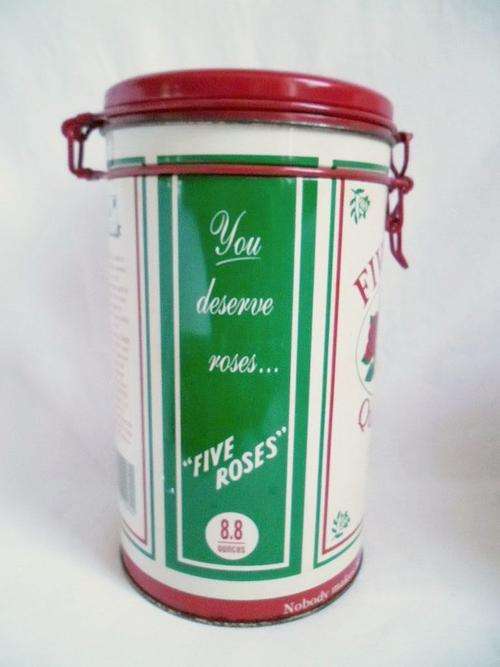 You
deserve
roses...
"FIVE
ROSES"
8.8
ounces
Nobody